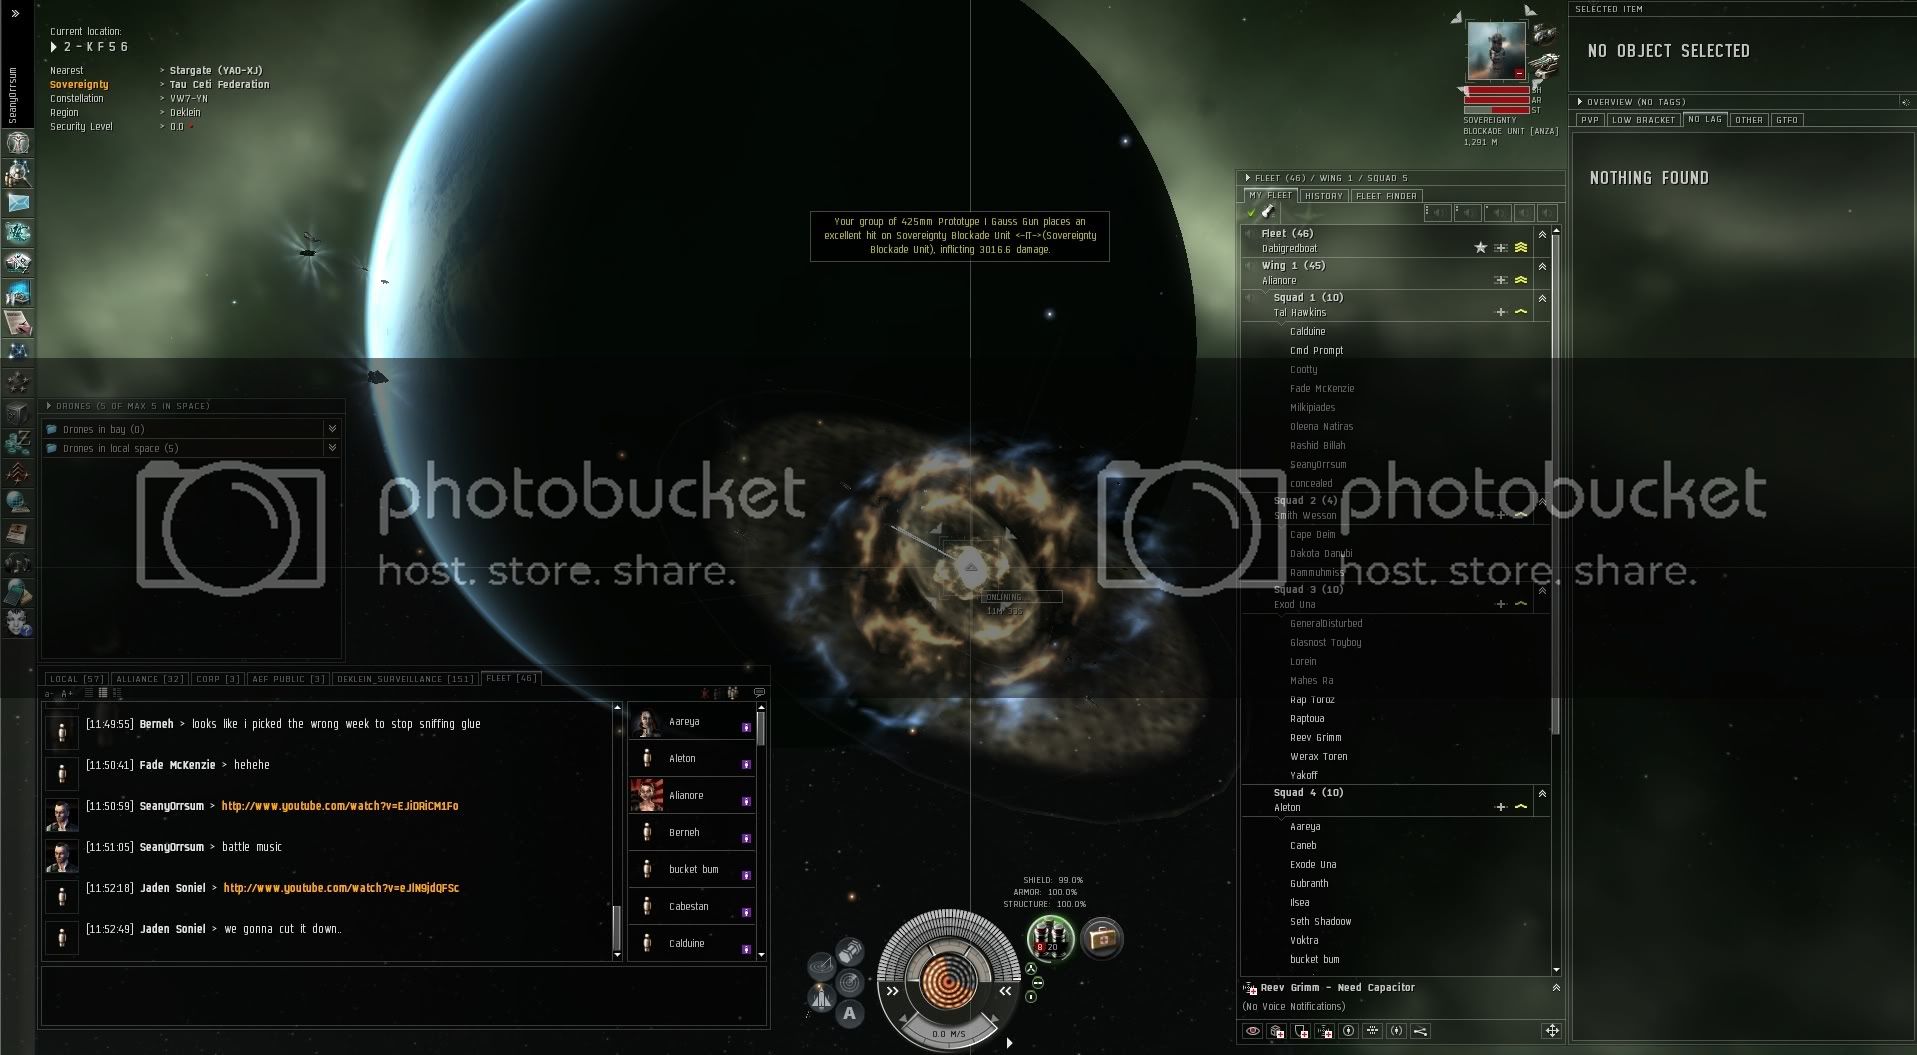 SeanyOrrsum
Current location:
2-KF56
Nearest > Stargate (YAO-XJ)
Sovereignty > Tau Ceti Federation
Constellation > VW7-YN
Region > Deklein
Security Level > 0.0
SH
AR
ST
SOVEREIGNTY
BLOCKADE UNIT [ANZA]
1,291 M
SELECTED ITEM
NO OBJECT SELECTED
OVERVIEW (NO TAGS)
PVP LOW BRACKET NO LAG OTHER GTFO
NOTHING FOUND
Your group of 425mm Prototype I Gauss Gun places an
excellent hit on Sovereignty Blockade Unit <-IT->(Sovereignty
Blockade Unit), inflicting 3016.6 damage.
FLEET (46) / WING 1 / SQUAD 5
MY FLEET HISTORY FLEET FINDER
Fleet (46)
Dabigredboat
Wing 1 (45)
Alianore
Squad 1 (10)
Tal Hawkins
Calduine
Cmd Prompt
Cootty
Fade McKenzie
Milkipiades
Oleena Natiras
Rashid Billah
SeanyOrrsum
concealed
Squad 2 (4)
Smith Wesson
Cape Deim
Dakota Danubi
Rammuhmiss
Squad 3 (10)
Exod Una
GeneralDisturbed
Glasnost Toyboy
Lorein
Mahes Ra
Rap Toroz
Raptoua
Reev Grimm
Werax Toren
Yakoff
Squad 4 (10)
Aleton
Aareya
Caneb
Exode Una
Gubranth
Ilsea
Seth Shadoow
Voktra
bucket bum
Reev Grimm - Need Capacitor
(No Voice Notifications)
DRONES (5 OF MAX 5 IN SPACE)
Drones in bay (0)
Drones in local space (5)
photobucket
host. store. share.
photobucket
host. store. share.
ONLINING...
11M 33S
LOCAL [57] ALLIANCE [32] CORP [3] AEF PUBLIC [3] DEKLEIN_SURVEILLANCE [151] FLEET [46]
a- A+
[11:49:55] Berneh > looks like i picked the wrong week to stop sniffing glue
[11:50:41] Fade McKenzie > hehehe
[11:50:59] SeanyOrrsum > http://www.youtube.com/watch?v=EJiDRiCM1Fo
[11:51:05] SeanyOrrsum > battle music
[11:52:18] Jaden Soniel > http://www.youtube.com/watch?v=eJlN9jdQFSc
[11:52:49] Jaden Soniel > we gonna cut it down..
Aareya
Aleton
Alianore
Berneh
bucket bum
Cabestan
Calduine
SHIELD: 99.0%
ARMOR: 100.0%
STRUCTURE: 100.0%
8 20
A
0.0 M/S